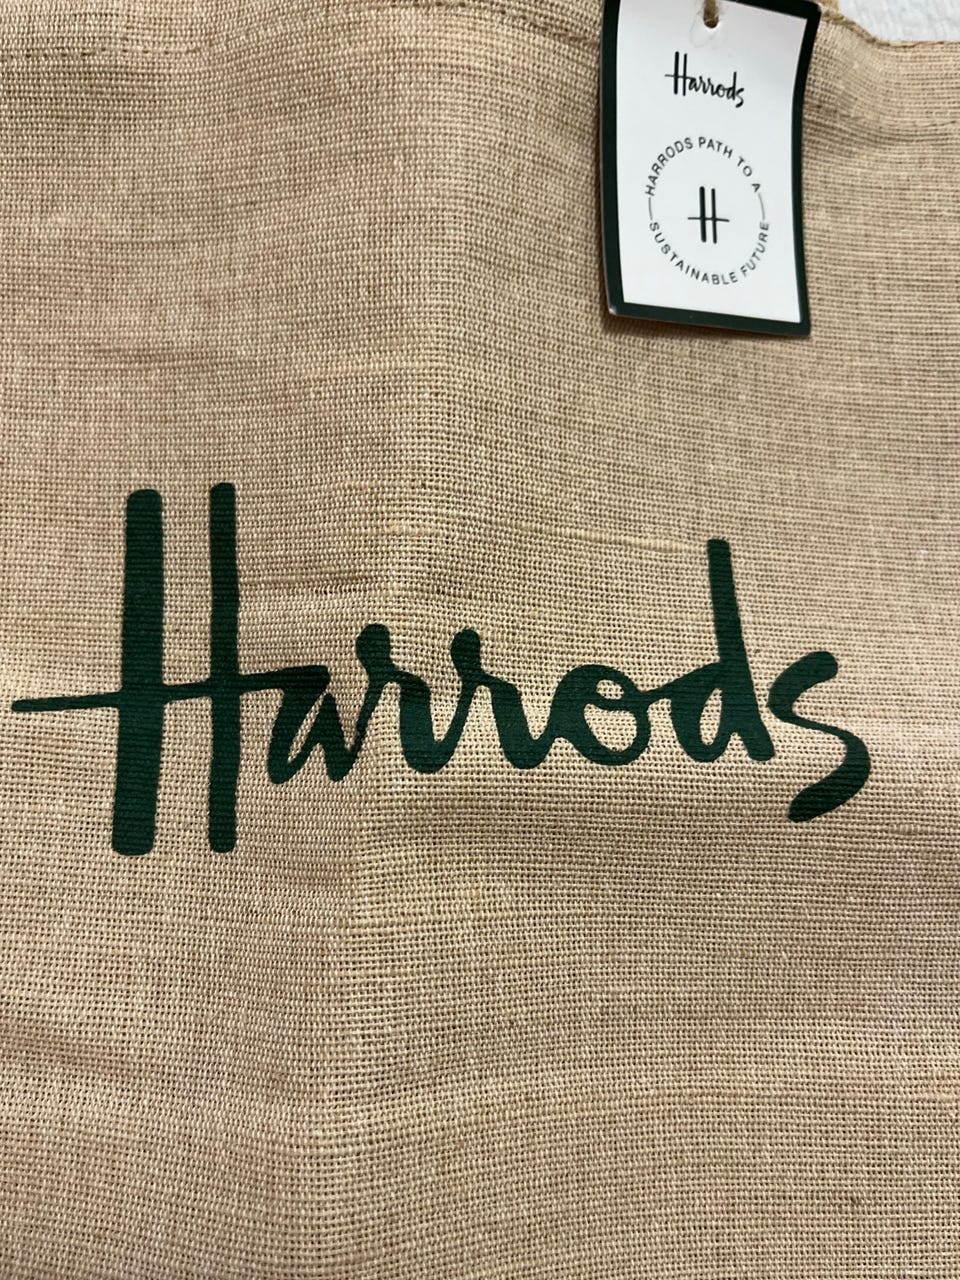 Harrods
HARRODS PATH TO A
H
SUSTAINABLE FUTURE
Harrods